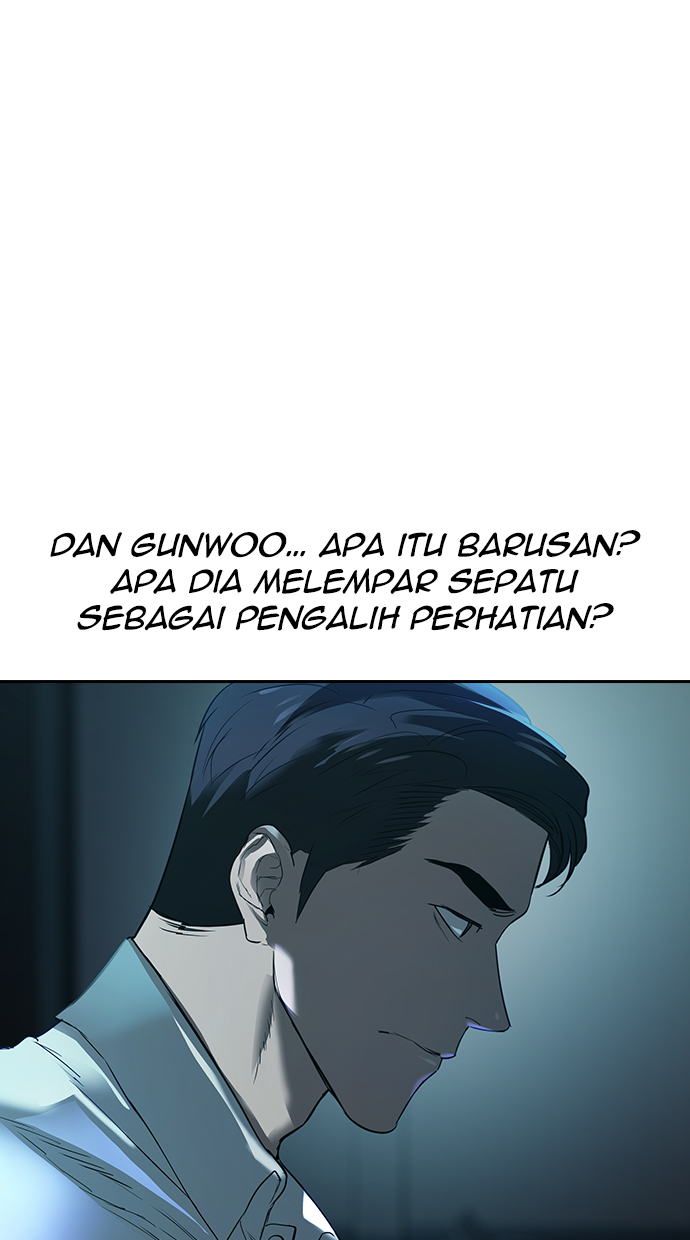 DAN GUNWOO... APA ITU BARUSAN?
APA DIA MELEMPAR SEPATU
SEBAGAI PENGALIH PERHATIAN?